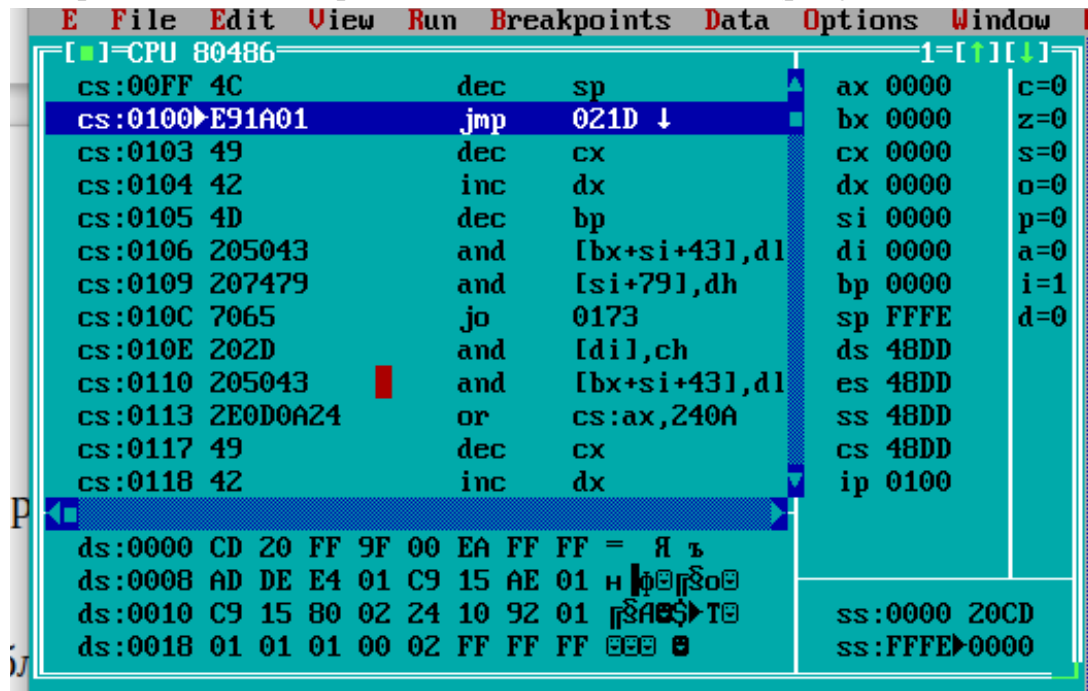 E File Edit View Run Breakpoints Data Options Window
[■]=CPU 80486 1=[↑][↓]
cs:00FF 4C dec sp ax 0000 c=0
cs:0100►E91A01 jmp 021D ↓ bx 0000 z=0
cs:0103 49 dec cx cx 0000 s=0
cs:0104 42 inc dx dx 0000 o=0
cs:0105 4D dec bp si 0000 p=0
cs:0106 205043 and [bx+si+43],dl di 0000 a=0
cs:0109 207479 and [si+79],dh bp 0000 i=1
cs:010C 7065 jo 0173 sp FFFE d=0
cs:010E 202D and [di],ch ds 48DD
cs:0110 205043 and [bx+si+43],dl es 48DD
cs:0113 2E0D0A24 or cs:ax,240A ss 48DD
cs:0117 49 dec cx cs 48DD
cs:0118 42 inc dx ip 0100
ds:0000 CD 20 FF 9F 00 EA FF FF = Я ъ
ds:0008 AD DE E4 01 C9 15 AE 01 н ▐ф☺╔§о☺
ds:0010 C9 15 80 02 24 10 92 01 ╔§А☻$►Т☺ ss:0000 20CD
ds:0018 01 01 01 00 02 FF FF FF ☺☺☺ ☻ ss:FFFE►0000